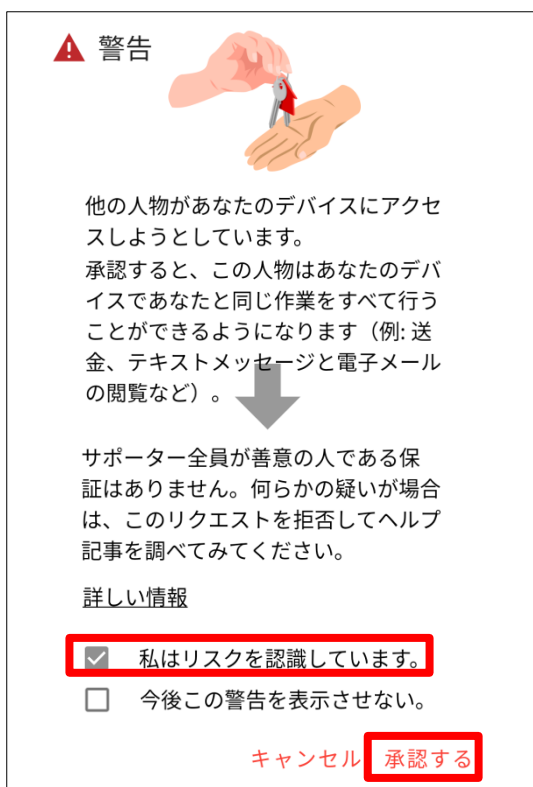 警告
他の人物があなたのデバイスにアクセ
スしようとしています。
承認すると、この人物はあなたのデバ
イスであなたと同じ作業をすべて行う
ことができるようになります（例: 送
金、テキストメッセージと電子メール
の閲覧など）。
サポーター全員が善意の人である保
証はありません。何らかの疑いが場合
は、このリクエストを拒否してヘルプ
記事を調べてみてください。
詳しい情報
私はリスクを認識しています。
今後この警告を表示させない。
キャンセル 承認する